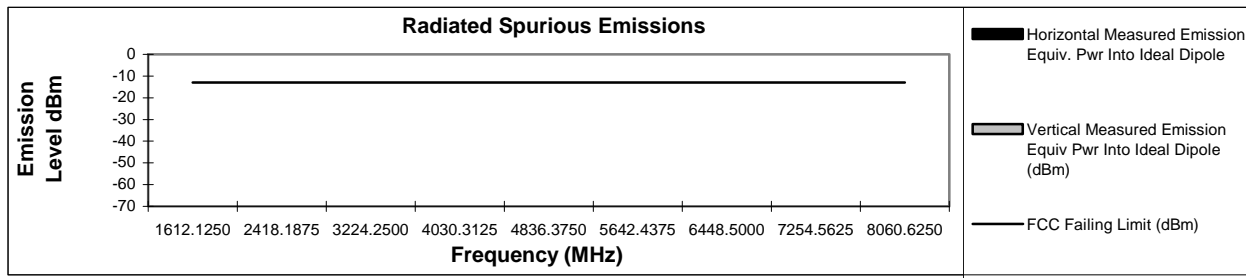 Radiated Spurious Emissions
Emission
Level dBm
0
-10
-20
-30
-40
-50
-60
-70
1612.1250 2418.1875 3224.2500 4030.3125 4836.3750 5642.4375 6448.5000 7254.5625 8060.6250
Frequency (MHz)
Horizontal Measured Emission
Equiv. Pwr Into Ideal Dipole
Vertical Measured Emission
Equiv Pwr Into Ideal Dipole
(dBm)
FCC Failing Limit (dBm)